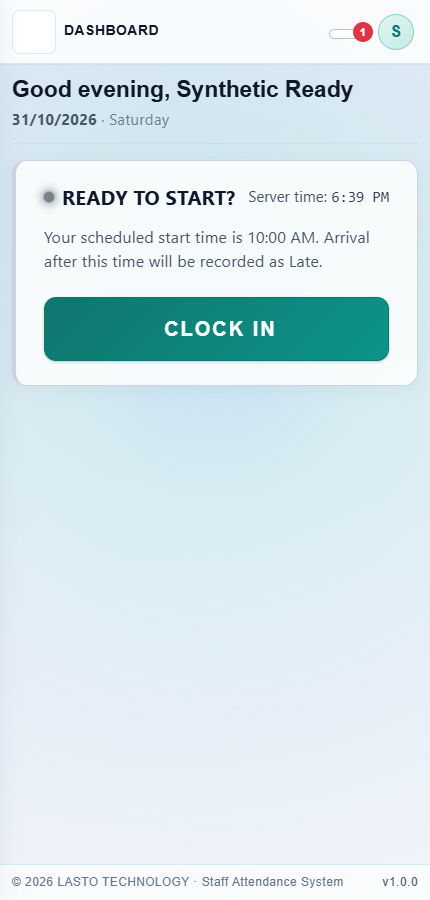 DASHBOARD
1
S
Good evening, Synthetic Ready
31/10/2026 · Saturday
READY TO START?
Server time: 6:39 PM
Your scheduled start time is 10:00 AM. Arrival
after this time will be recorded as Late.
CLOCK IN
© 2026 LASTO TECHNOLOGY · Staff Attendance System
v1.0.0